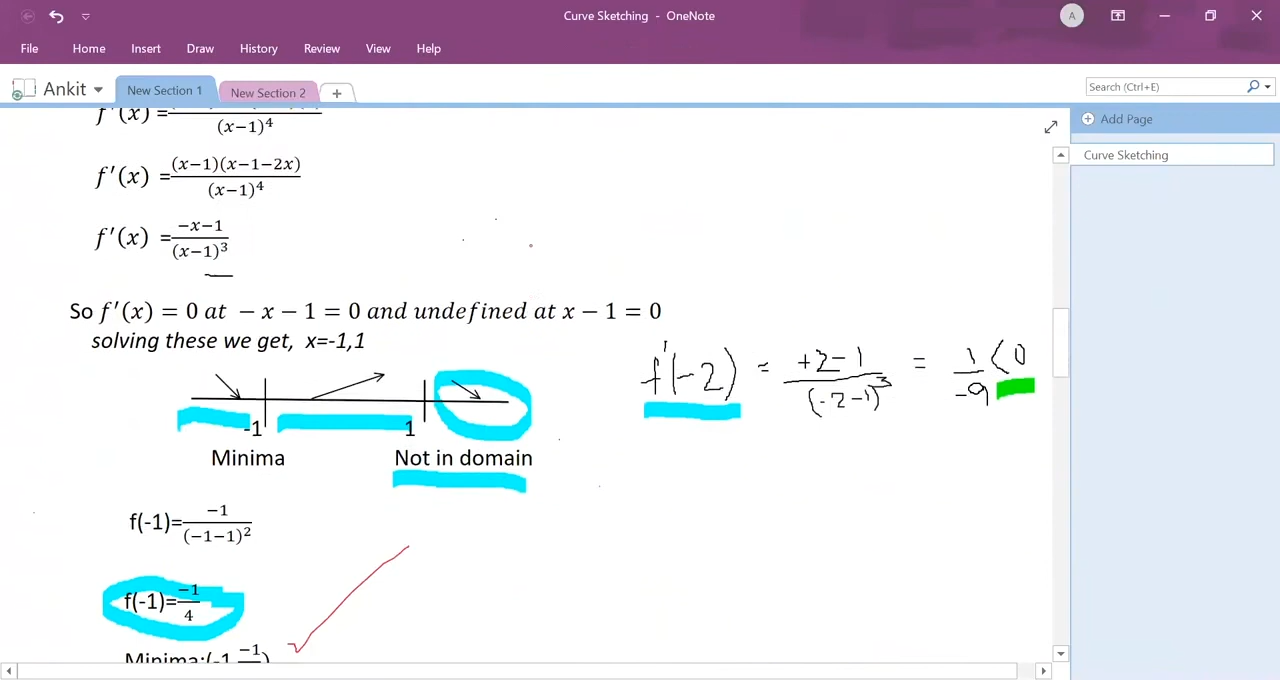 Curve Sketching - OneNote
A
File Home Insert Draw History Review View Help
Ankit New Section 1 New Section 2 +
Search (Ctrl+E)
Add Page
Curve Sketching
f'(x) = / (x−1)^4
f'(x) = (x−1)(x−1−2x) / (x−1)^4
f'(x) = −x−1 / (x−1)^3
So f'(x) = 0 at − x − 1 = 0 and undefined at x − 1 = 0
solving these we get, x=-1,1
f'(-2) = +2-1 / (-2-1)^3 = 1 / -9 < 0
-1 1
Minima Not in domain
f(-1)= −1 / (−1−1)^2
f(-1)= −1 / 4
Minima:(-1, −1 )